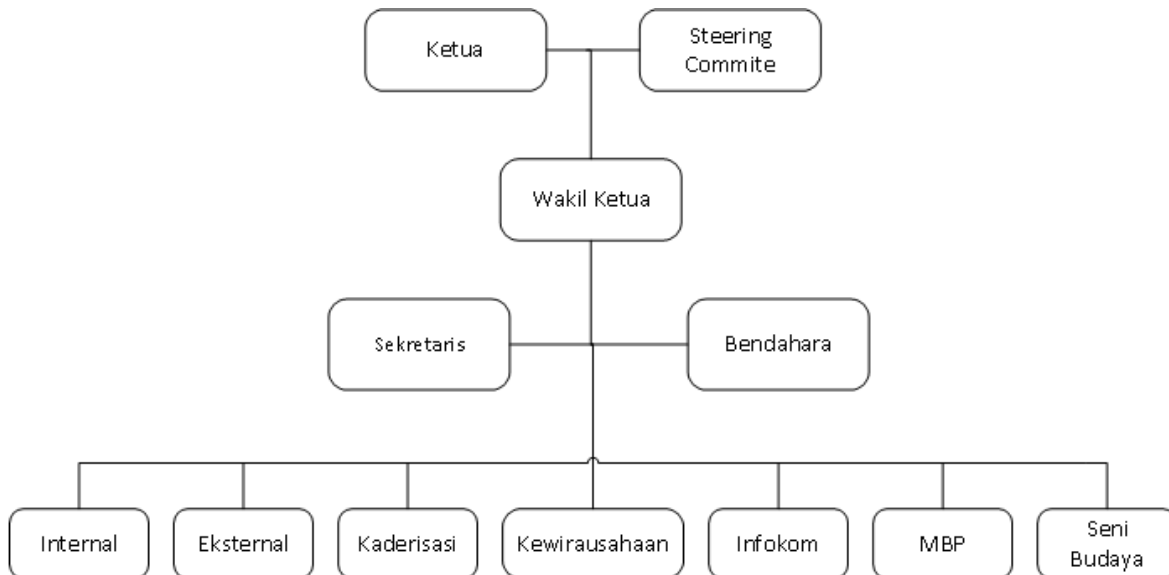 Ketua
Steering
Commite
Wakil Ketua
Sekretaris
Bendahara
Internal
Eksternal
Kaderisasi
Kewirausahaan
Infokom
MBP
Seni
Budaya